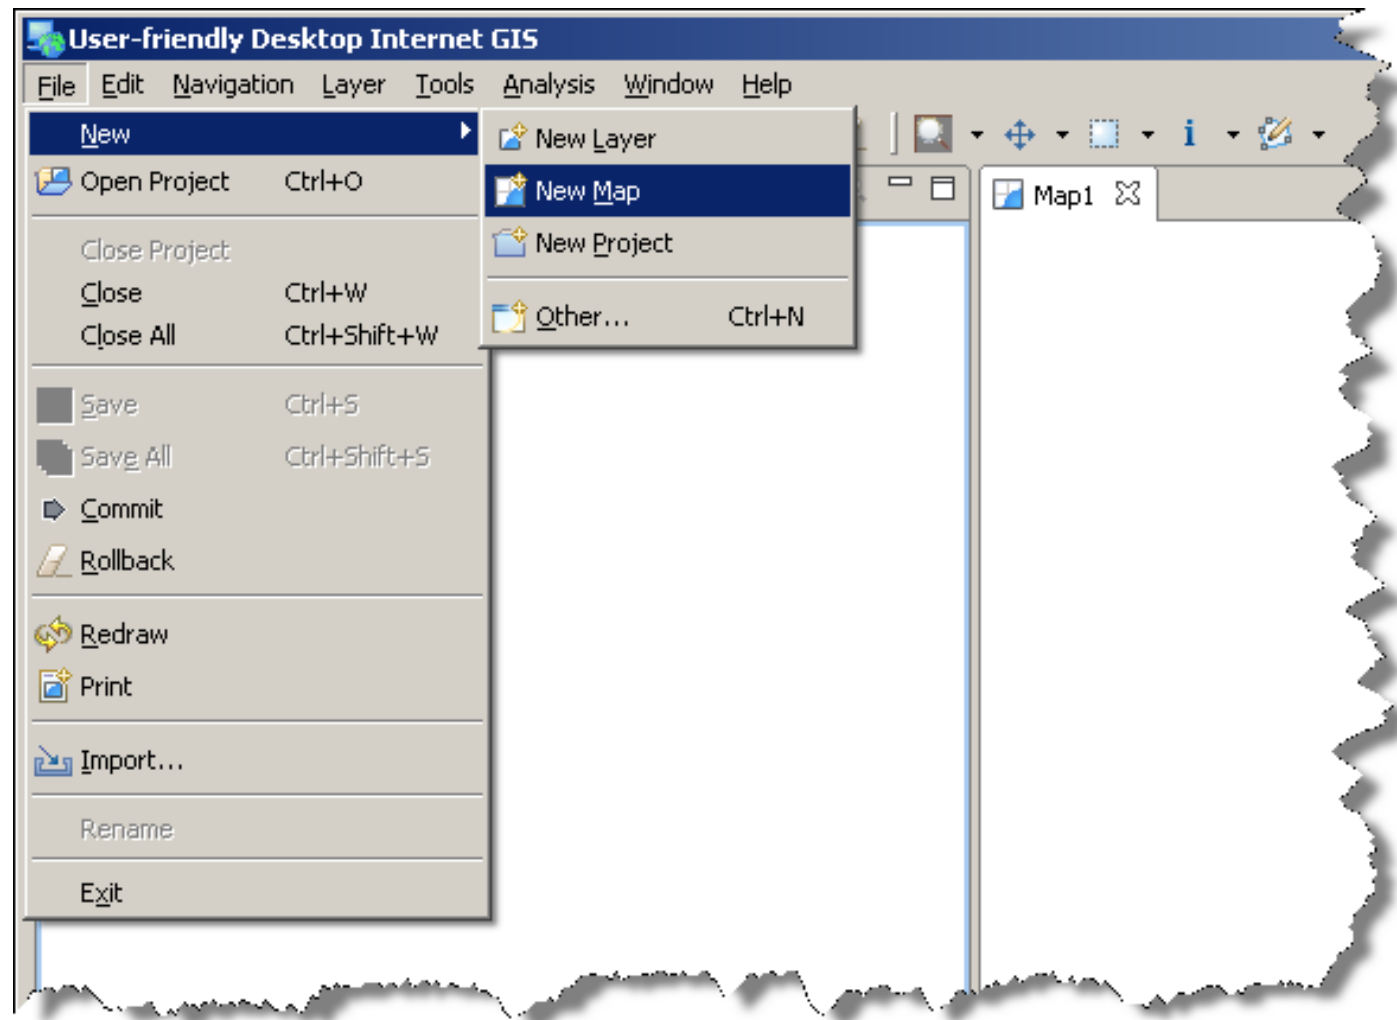 User-friendly Desktop Internet GIS
File Edit Navigation Layer Tools Analysis Window Help
New
Open Project Ctrl+O
Close Project
Close Ctrl+W
Close All Ctrl+Shift+W
Save Ctrl+S
Save All Ctrl+Shift+S
Commit
Rollback
Redraw
Print
Import...
Rename
Exit
New Layer
New Map
New Project
Other... Ctrl+N
Map1